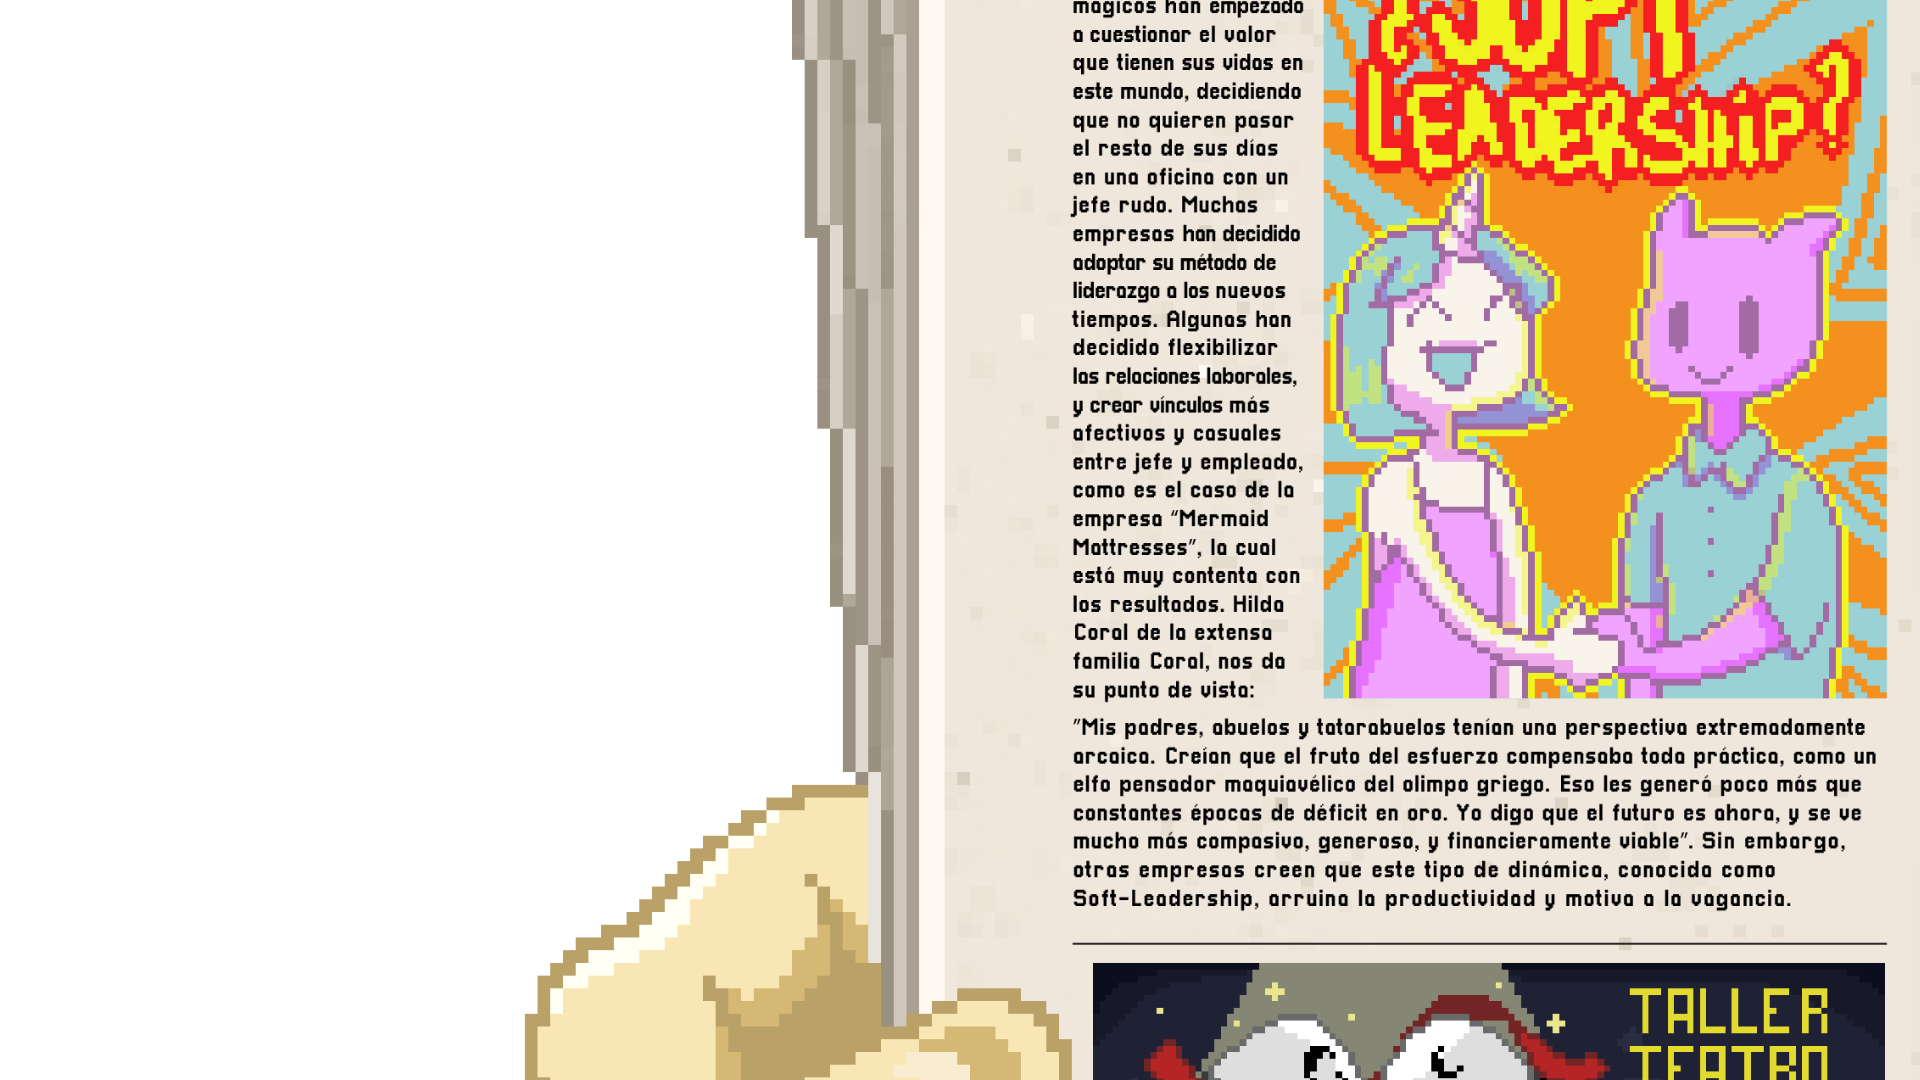 mágicos han empezado
a cuestionar el valor
que tienen sus vidas en
este mundo, decidiendo
que no quieren pasar
el resto de sus días
en una oficina con un
jefe rudo. Muchas
empresas han decidido
adoptar su método de
liderazgo a los nuevos
tiempos. Algunas han
decidido flexibilizar
las relaciones laborales,
y crear vínculos más
afectivos y casuales
entre jefe y empleado,
como es el caso de la
empresa "Mermaid
Mattresses", la cual
está muy contenta con
los resultados. Hilda
Coral de la extensa
familia Coral, nos da
su punto de vista:
¿SOFT
LEADERSHIP?
"Mis padres, abuelos y tatarabuelos tenían una perspectiva extremadamente
arcaica. Creían que el fruto del esfuerzo compensaba toda práctica, como un
elfo pensador maquiavélico del olimpo griego. Eso les generó poco más que
constantes épocas de déficit en oro. Yo digo que el futuro es ahora, y se ve
mucho más compasivo, generoso, y financieramente viable". Sin embargo,
otras empresas creen que este tipo de dinámica, conocida como
Soft-Leadership, arruina la productividad y motiva a la vagancia.
TALLER
TEATRO